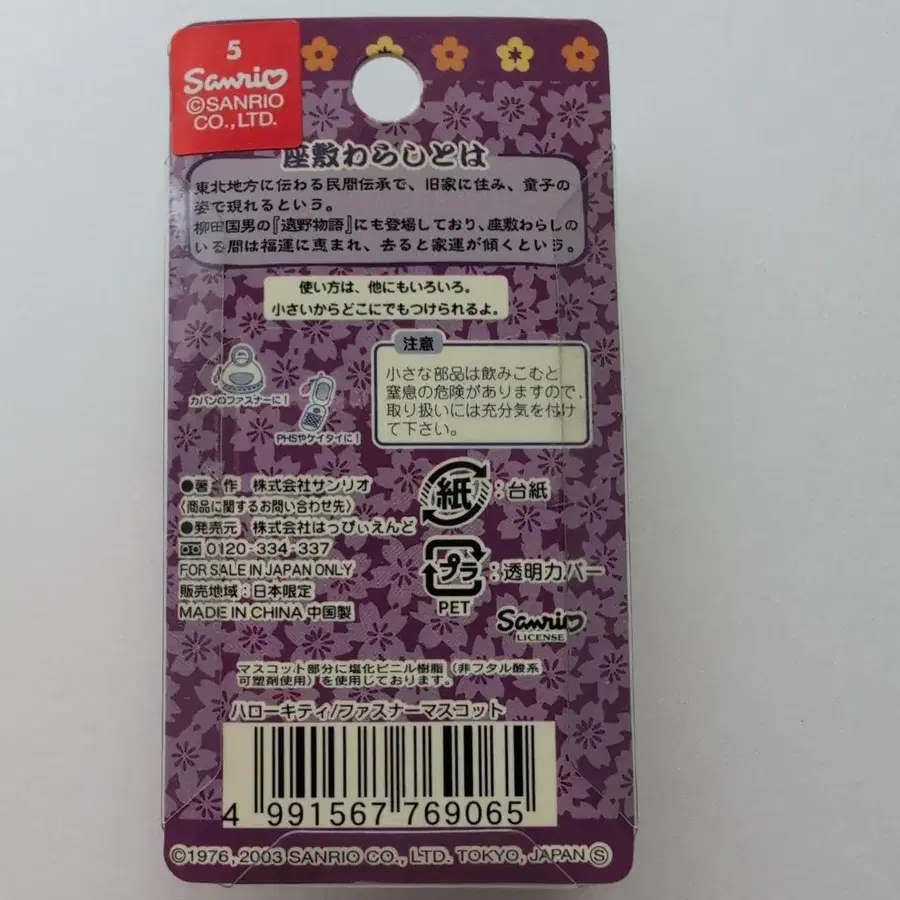 5
Sanrio
©SANRIO
CO.,LTD.
座敷わらしとは
東北地方に伝わる民間伝承で、旧家に住み、童子の
姿で現れるという。
柳田国男の『遠野物語』にも登場しており、座敷わらしの
いる間は福運に恵まれ、去ると家運が傾くという。
使い方は、他にもいろいろ。
小さいからどこにでもつけられるよ。
カバンのファスナーに!
PHSやケイタイに!
注意
小さな部品は飲みこむと
窒息の危険がありますので、
取り扱いには充分気を付け
て下さい。
●著 作 株式会社サンリオ
〈商品に関するお問い合わせ先〉
●発売元 株式会社はっぴぃえんど
0120-334-337
FOR SALE IN JAPAN ONLY
販売地域:日本限定
MADE IN CHINA 中国製
紙:台紙
プラ:透明カバー
PET
Sanrio
LICENSE
マスコット部分に塩化ビニル樹脂(非フタル酸系
可塑剤使用)を使用しております。
ハローキティ/ファスナーマスコット
4 991567 769065
©1976, 2003 SANRIO CO., LTD. TOKYO, JAPAN Ⓢ